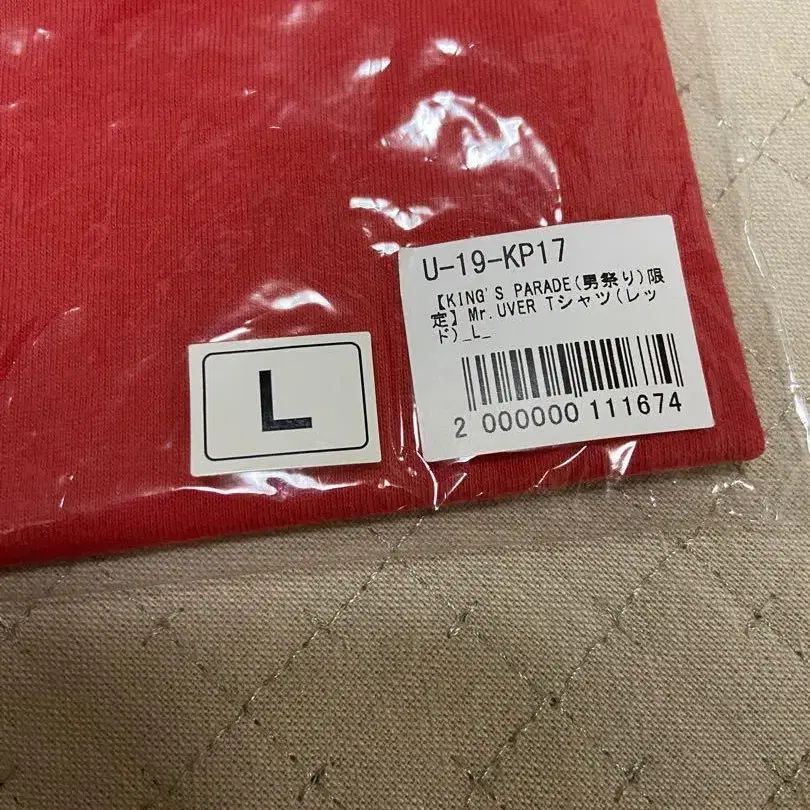 U-19-KP17
【KING'S PARADE(男祭り)限
定】Mr.UVER Tシャツ(レッ
ド)_L_
2 000000 111674
L